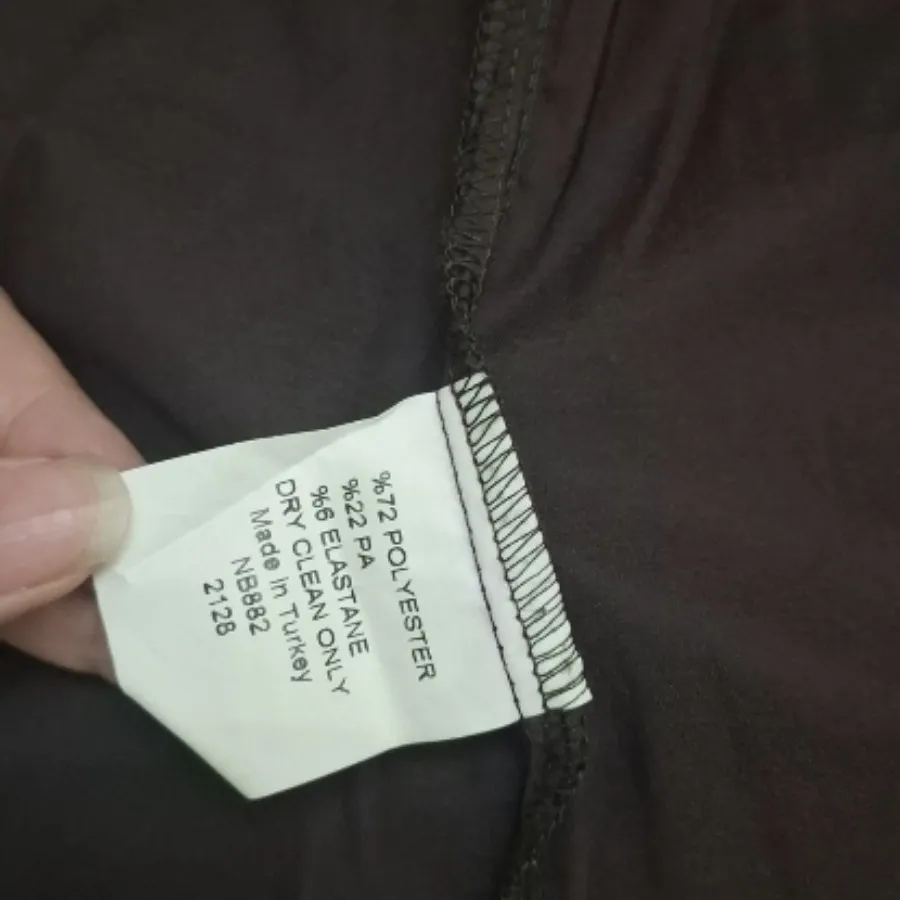 %72 POLYESTER
%22 PA
%6 ELASTANE
DRY CLEAN ONLY
Made in Turkey
NB882
2128